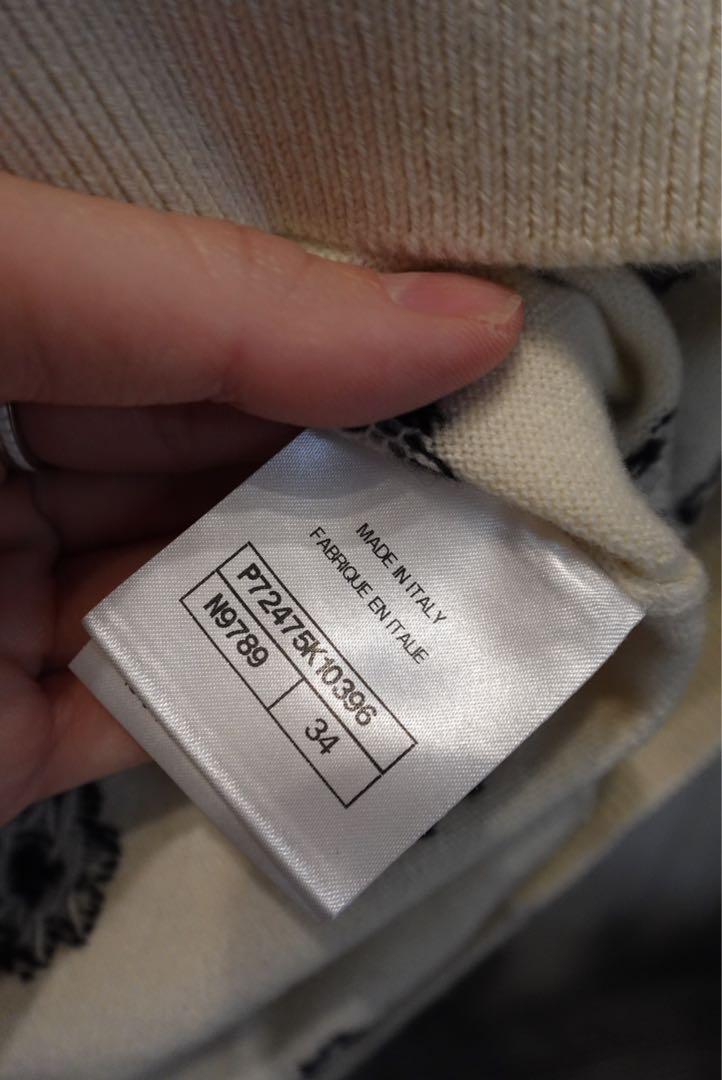 MADE IN ITALY
FABRIQUE EN ITALIE
P72475K10396
N9789 34